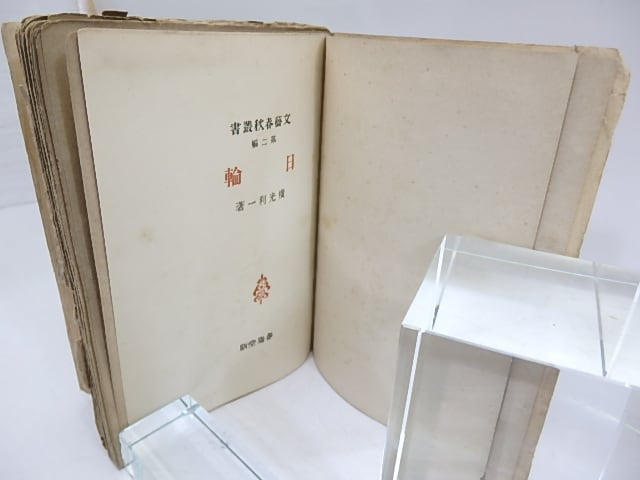 文藝春秋叢書
第二編
日輪
横光利一著
春陽堂版